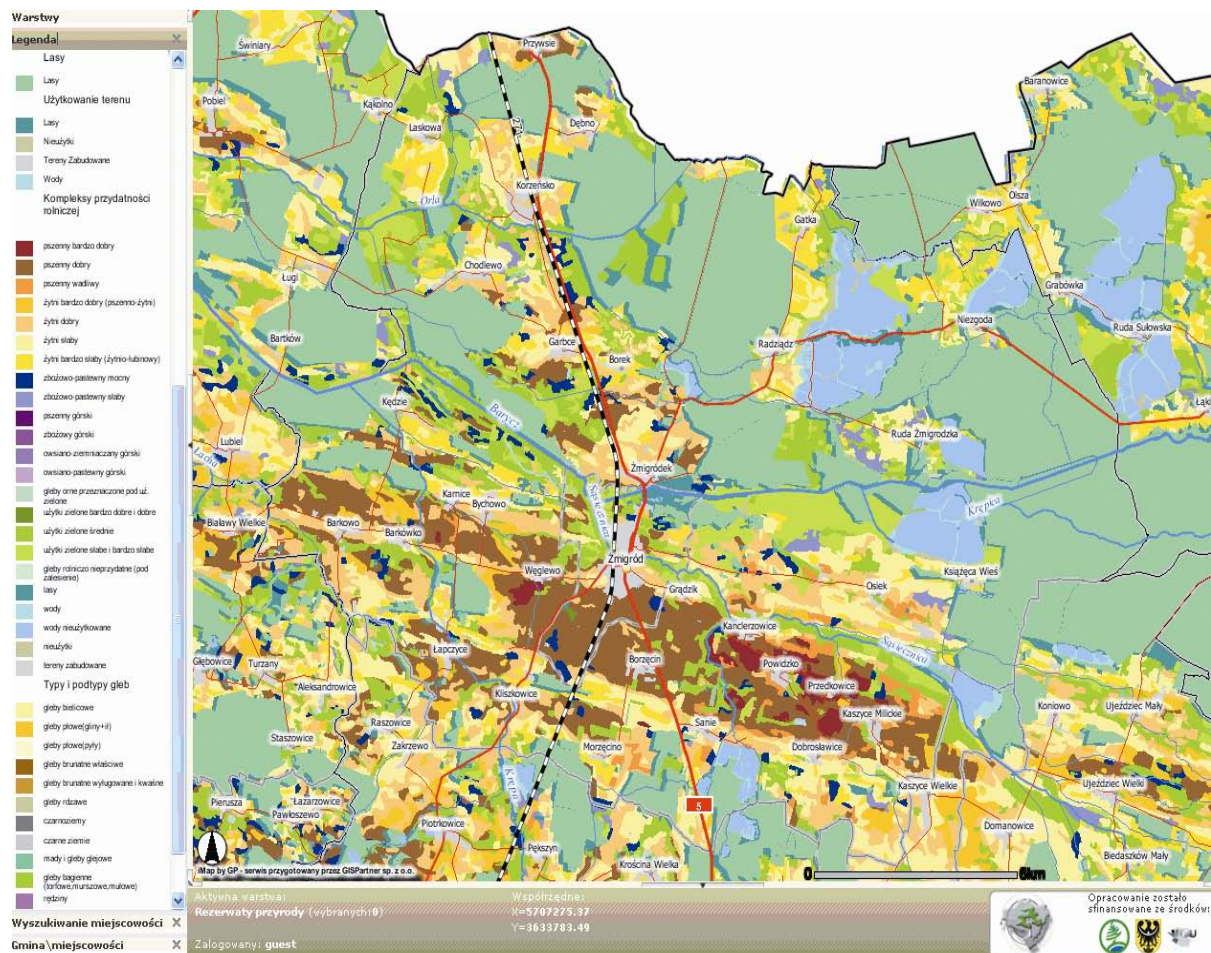 Warstwy
Legenda
Lasy
Lasy
Użytkowanie terenu
Lasy
Nieużytki
Tereny Zabudowane
Wody
Kompleksy przydatności
rolniczej
pszenny bardzo dobry
pszenny dobry
pszenny wadliwy
żytni bardzo dobry (pszenno-żytni)
żytni dobry
żytni słaby
żytni bardzo słaby (żytnio-łubinowy)
zbożowo-pastewny mocny
zbożowo-pastewny słaby
pszenny górski
zbożowy górski
owsiano-ziemniaczany górski
owsiano-pastewny górski
gleby orne przeznaczone pod uż.
zielone
użytki zielone bardzo dobre i dobre
użytki zielone średnie
użytki zielone słabe i bardzo słabe
gleby rolniczo nieprzydatne (pod
zalesienie)
lasy
wody
wody nieużytkowane
nieużytki
tereny zabudowane
Typy i podtypy gleb
gleby bielicowe
gleby płowe(gliny+ił)
gleby płowe(pyły)
gleby brunatne właściwe
gleby brunatne wyługowane i kwaśne
gleby rdzawe
czarnoziemy
czarne ziemie
mady i gleby glejowe
gleby bagienne
(torfowe,murszowe,mułowe)
rędziny
Wyszukiwanie miejscowości
Gmina\miejscowości
Świniary
Przywsie
Baranowice
Pobiel
Kąkolno
Laskowa
Dębno
271
Korzeńsko
Orla
Wilkowo
Olsza
Gatka
Ługi
Chodlewo
Grabówka
Niezgoda
Ruda Sułowska
Bartków
Garbce
Borek
Radziądz
Kędzie
Barycz
Łąki
Lubiel
Ruda Żmigrodzka
Łacha
Żmigródek
Sąsiecznica
Karnice
Bychowo
Krępica
Białawy Wielkie
Barkowo
Barkówko
Żmigród
Węglewo
Grądzik
Osiek
Książęca Wieś
Kanclerzowice
Sąsiecznica
Głębowice
Turzany
Łapczyce
Borzęcin
Powidzko
Przedkowice
Aleksandrowice
Kliszkowice
Kaszyce Milickie
Koniowo
Ujeździec Mały
Raszowice
Sanie
Staszowice
Zakrzewo
Morzęcino
Dobrosławice
Krępa
Kaszyce Wielkie
Ujeździec Wielki
Pierusza
Łazarzowice
Pawłoszewo
5
Piotrkowice
Domanowice
Pększyn
Krościna Wielka
Biedaszków Mały
iMap by GP - serwis przygotowany przez GISPartner sp. z o.o.
0
6km
Aktywna warstwa:
Rezerwaty przyrody (wybranych:0)
Zalogowany: guest
Współrzędne:
X=5707275.37
Y=3633783.49
Opracowanie zostało
sfinansowane ze środków: